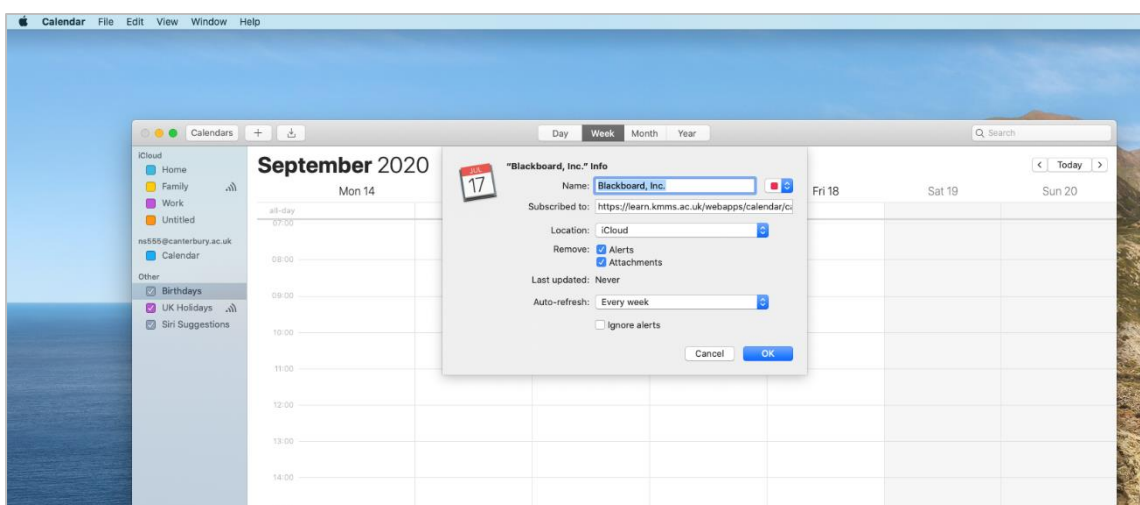 Calendar File Edit View Window Help
Calendars + Day Week Month Year Search
iCloud
Home
Family
Work
Untitled
ns555@canterbury.ac.uk
Calendar
Other
Birthdays
UK Holidays
Siri Suggestions
September 2020
< Today >
Mon 14 Fri 18 Sat 19 Sun 20
all-day
07:00
08:00
09:00
10:00
11:00
12:00
13:00
14:00
JUL
17
"Blackboard, Inc." Info
Name: Blackboard, Inc.
Subscribed to: https://learn.kmms.ac.uk/webapps/calendar/ca
Location: iCloud
Remove: Alerts
Attachments
Last updated: Never
Auto-refresh: Every week
Ignore alerts
Cancel OK